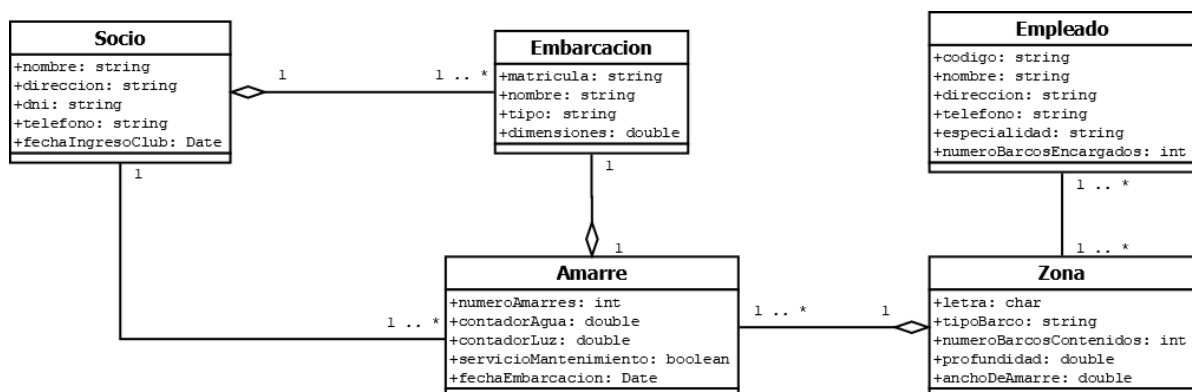 Socio
+nombre: string
+direccion: string
+dni: string
+telefono: string
+fechaIngresoClub: Date
1
1 .. *
Embarcacion
+matricula: string
+nombre: string
+tipo: string
+dimensiones: double
Empleado
+codigo: string
+nombre: string
+direccion: string
+telefono: string
+especialidad: string
+numeroBarcosEncargados: int
1
1
1 .. *
1
1 .. *
1 .. *
Amarre
+numeroAmarres: int
+contadorAgua: double
+contadorLuz: double
+servicioMantenimiento: boolean
+fechaEmbarcacion: Date
1 .. *
1
Zona
+letra: char
+tipoBarco: string
+numeroBarcosContenidos: int
+profundidad: double
+anchoDeAmarre: double